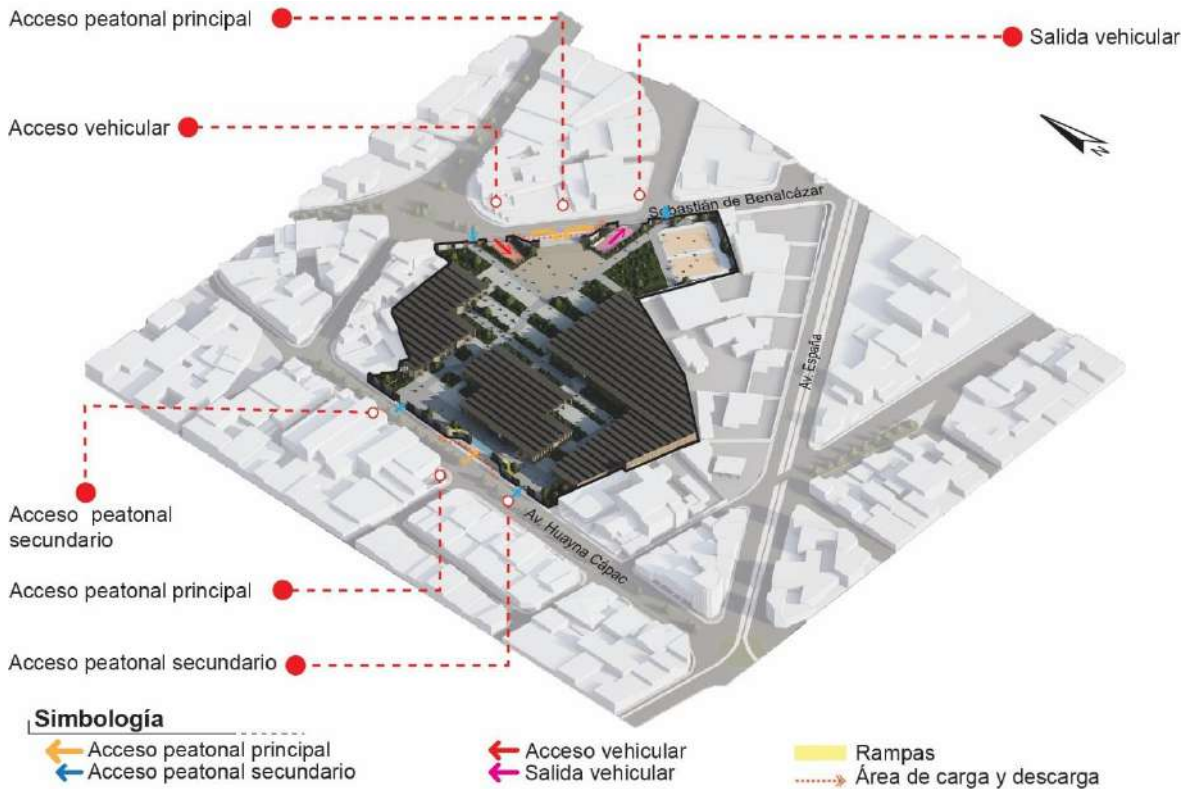 Acceso peatonal principal
Salida vehicular
Acceso vehicular
N
Sebastián de Benalcázar
Av. España
Acceso peatonal
secundario
Av. Huayna Cápac
Acceso peatonal principal
Acceso peatonal secundario
Simbología
Acceso peatonal principal
Acceso peatonal secundario
Acceso vehicular
Salida vehicular
Rampas
Área de carga y descarga